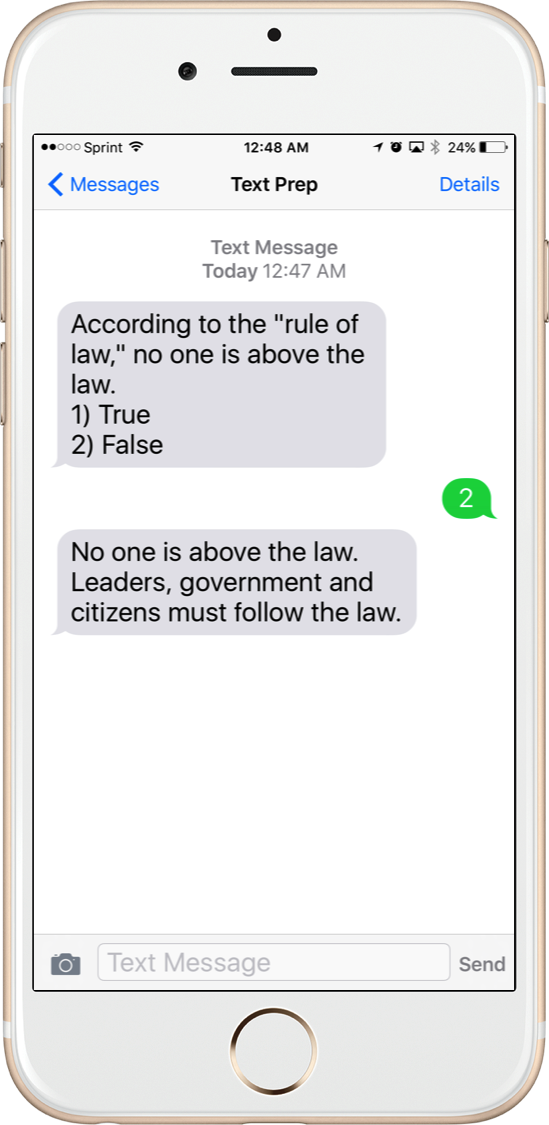 Sprint 12:48 AM 24%
Messages Text Prep Details
Text Message
Today 12:47 AM
According to the "rule of
law," no one is above the
law.
1) True
2) False
2
No one is above the law.
Leaders, government and
citizens must follow the law.
Text Message Send